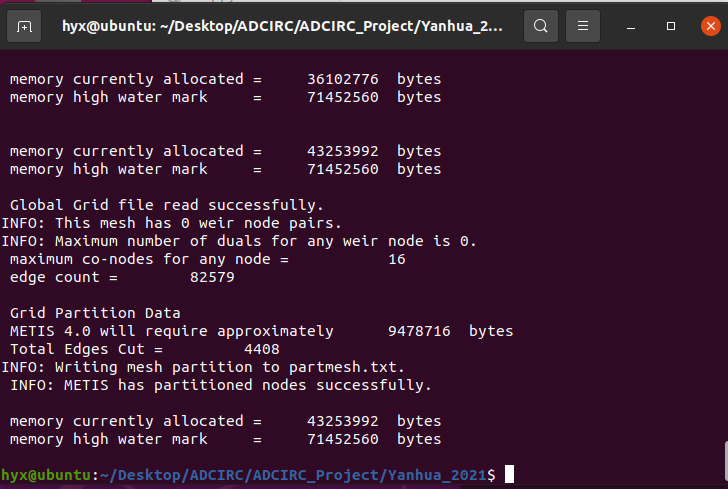 hyx@ubuntu: ~/Desktop/ADCIRC/ADCIRC_Project/Yanhua_2...
memory currently allocated =     36102776  bytes
memory high water mark     =     71452560  bytes
memory currently allocated =     43253992  bytes
memory high water mark     =     71452560  bytes
Global Grid file read successfully.
INFO: This mesh has 0 weir node pairs.
INFO: Maximum number of duals for any weir node is 0.
maximum co-nodes for any node =           16
edge count =        82579
Grid Partition Data
METIS 4.0 will require approximately      9478716  bytes
Total Edges Cut =         4408
INFO: Writing mesh partition to partmesh.txt.
INFO: METIS has partitioned nodes successfully.
memory currently allocated =     43253992  bytes
memory high water mark     =     71452560  bytes
hyx@ubuntu:~/Desktop/ADCIRC/ADCIRC_Project/Yanhua_2021$